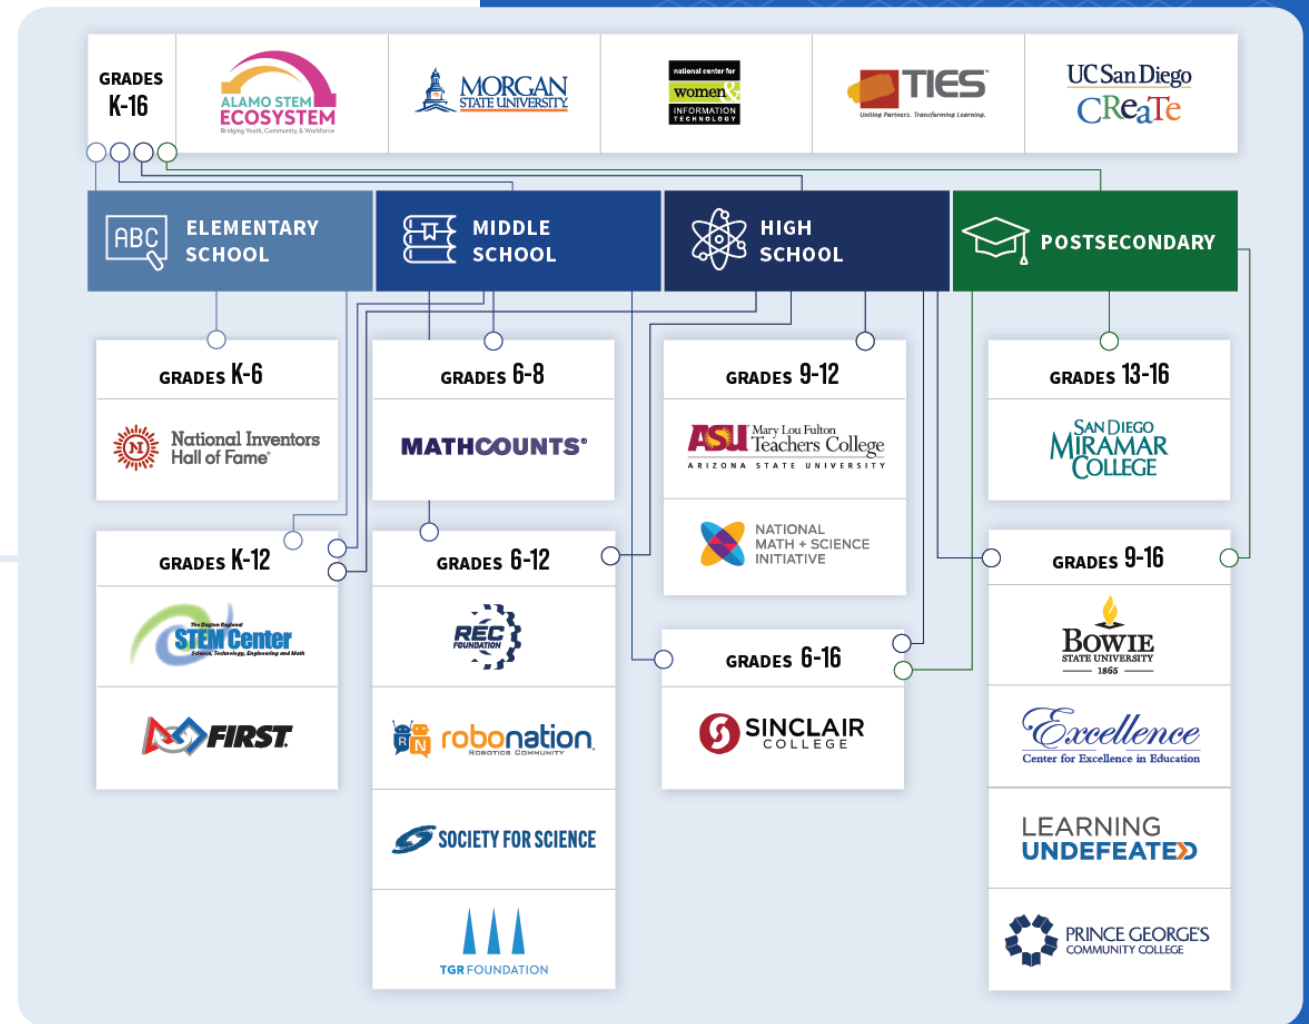 GRADES
K-16
ALAMO STEM
ECOSYSTEM
Bridging Youth, Community, & Workforce
MORGAN
STATE UNIVERSITY
national center for
women&
INFORMATION
TECHNOLOGY
TIES™
Uniting Partners. Transforming Learning.
UC San Diego
CReaTe
ABC
ELEMENTARY
SCHOOL
MIDDLE
SCHOOL
HIGH
SCHOOL
POSTSECONDARY
GRADES K-6
National Inventors
Hall of Fame®
GRADES 6-8
MATHCOUNTS®
GRADES 9-12
ASU Mary Lou Fulton
Teachers College
ARIZONA STATE UNIVERSITY
NATIONAL
MATH + SCIENCE
INITIATIVE
GRADES 13-16
SAN DIEGO
MIRAMAR
COLLEGE
GRADES K-12
The Dayton Regional
STEM Center
Science, Technology, Engineering and Math
FIRST®
GRADES 6-12
REC
FOUNDATION
RN robonation
ROBOTICS COMMUNITY
SOCIETY FOR SCIENCE
TGR FOUNDATION
GRADES 6-16
SINCLAIR
COLLEGE
GRADES 9-16
BOWIE
STATE UNIVERSITY
1865
Excellence
Center for Excellence in Education
LEARNING
UNDEFEATED
PRINCE GEORGE'S
COMMUNITY COLLEGE